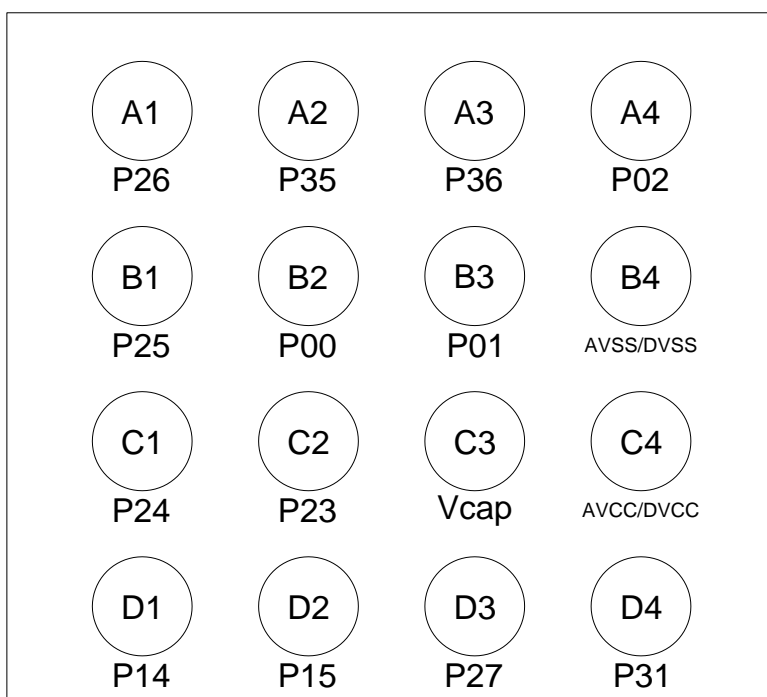 A1 A2 A3 A4
P26 P35 P36 P02
B1 B2 B3 B4
P25 P00 P01 AVSS/DVSS
C1 C2 C3 C4
P24 P23 Vcap AVCC/DVCC
D1 D2 D3 D4
P14 P15 P27 P31